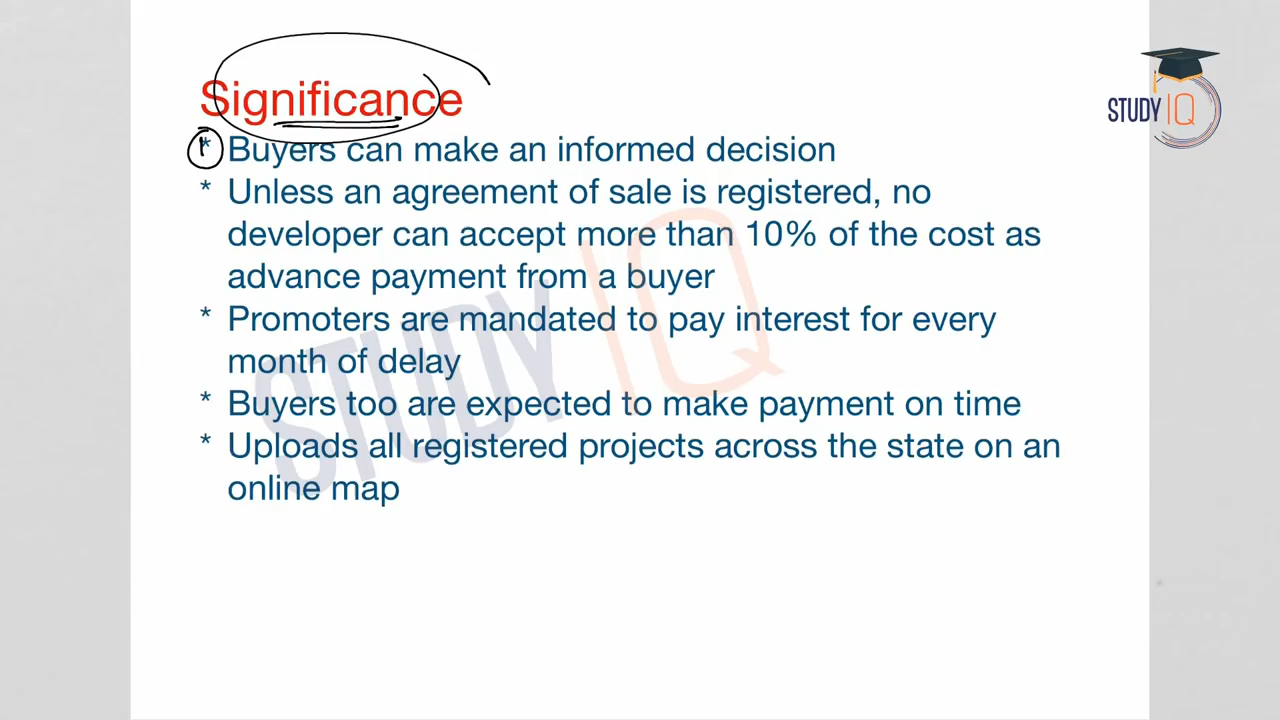 Significance
* Buyers can make an informed decision
* Unless an agreement of sale is registered, no
developer can accept more than 10% of the cost as
advance payment from a buyer
* Promoters are mandated to pay interest for every
month of delay
* Buyers too are expected to make payment on time
* Uploads all registered projects across the state on an
online map
STUDY IQ
STUDY IQ